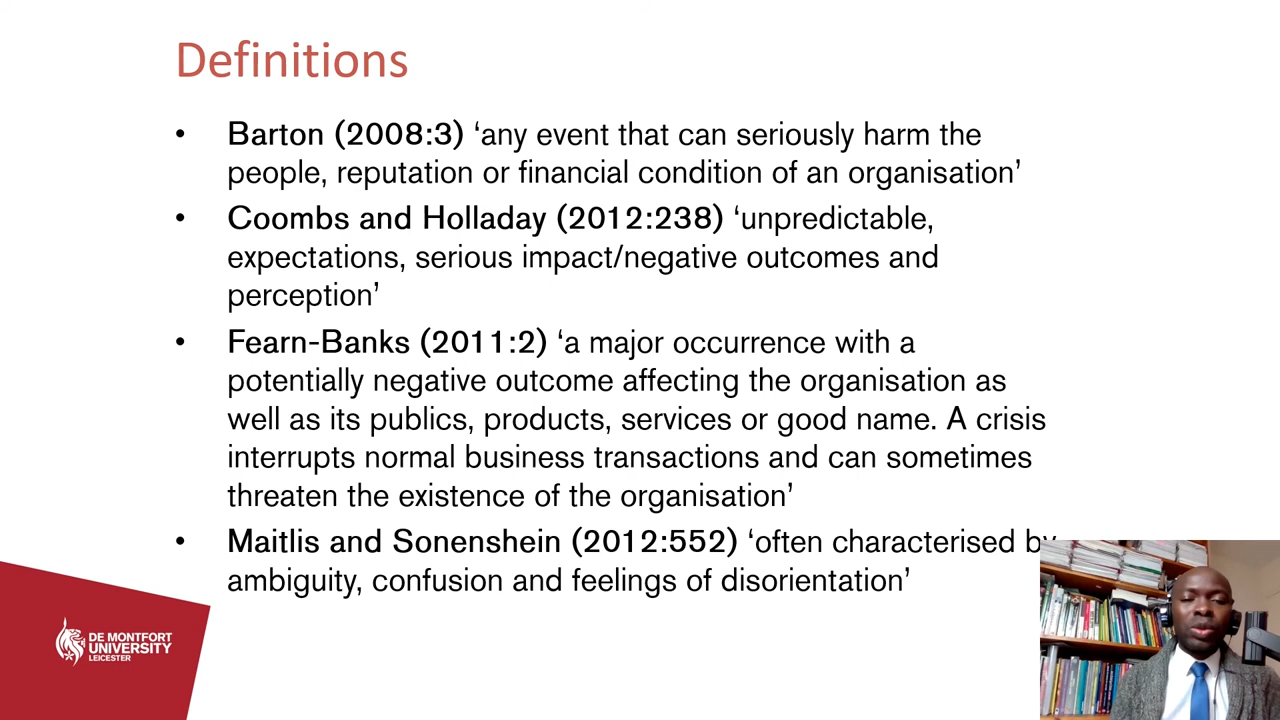 Definitions
• Barton (2008:3) ‘any event that can seriously harm the
people, reputation or financial condition of an organisation’
• Coombs and Holladay (2012:238) ‘unpredictable,
expectations, serious impact/negative outcomes and
perception’
• Fearn-Banks (2011:2) ‘a major occurrence with a
potentially negative outcome affecting the organisation as
well as its publics, products, services or good name. A crisis
interrupts normal business transactions and can sometimes
threaten the existence of the organisation’
• Maitlis and Sonenshein (2012:552) ‘often characterised by
ambiguity, confusion and feelings of disorientation’
DE MONTFORT
UNIVERSITY
LEICESTER